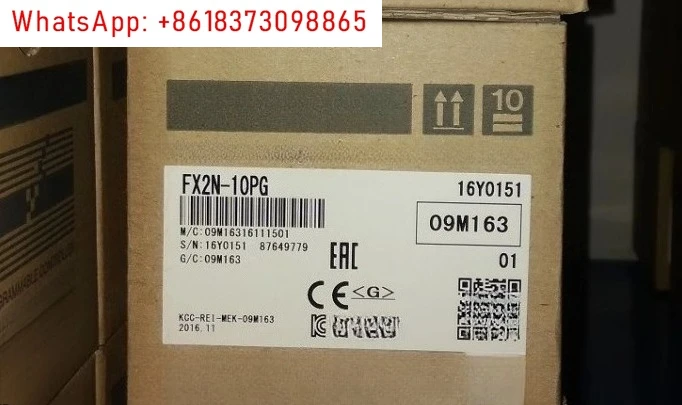 WhatsApp: +8618373098865
10
FX2N-10PG
16Y0151
M/C:09M16316111501
S/N:16Y0151 87649779
G/C:09M163
09M163
EAC
01
CE <G>
KCC-REI-MEK-09M163
2016.11